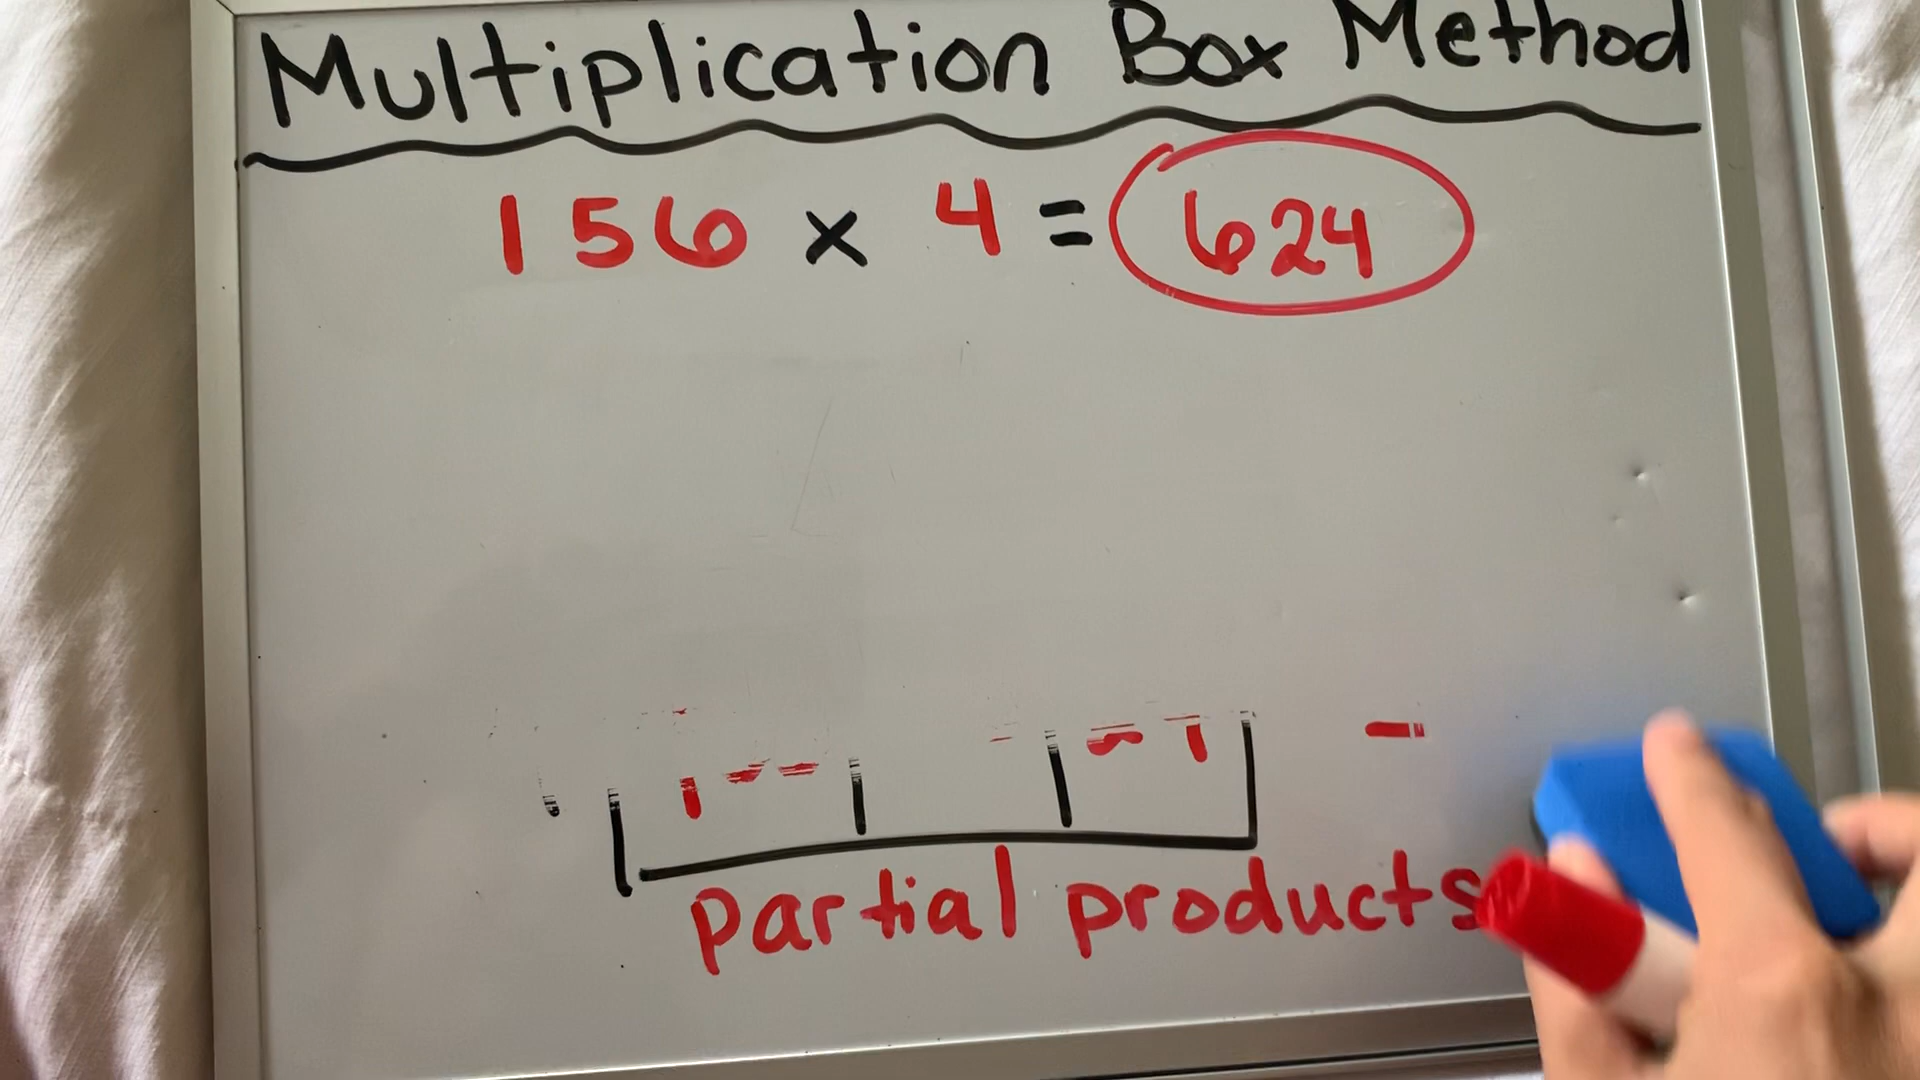 Multiplication Box Method
156 x 4 = 624
partial products